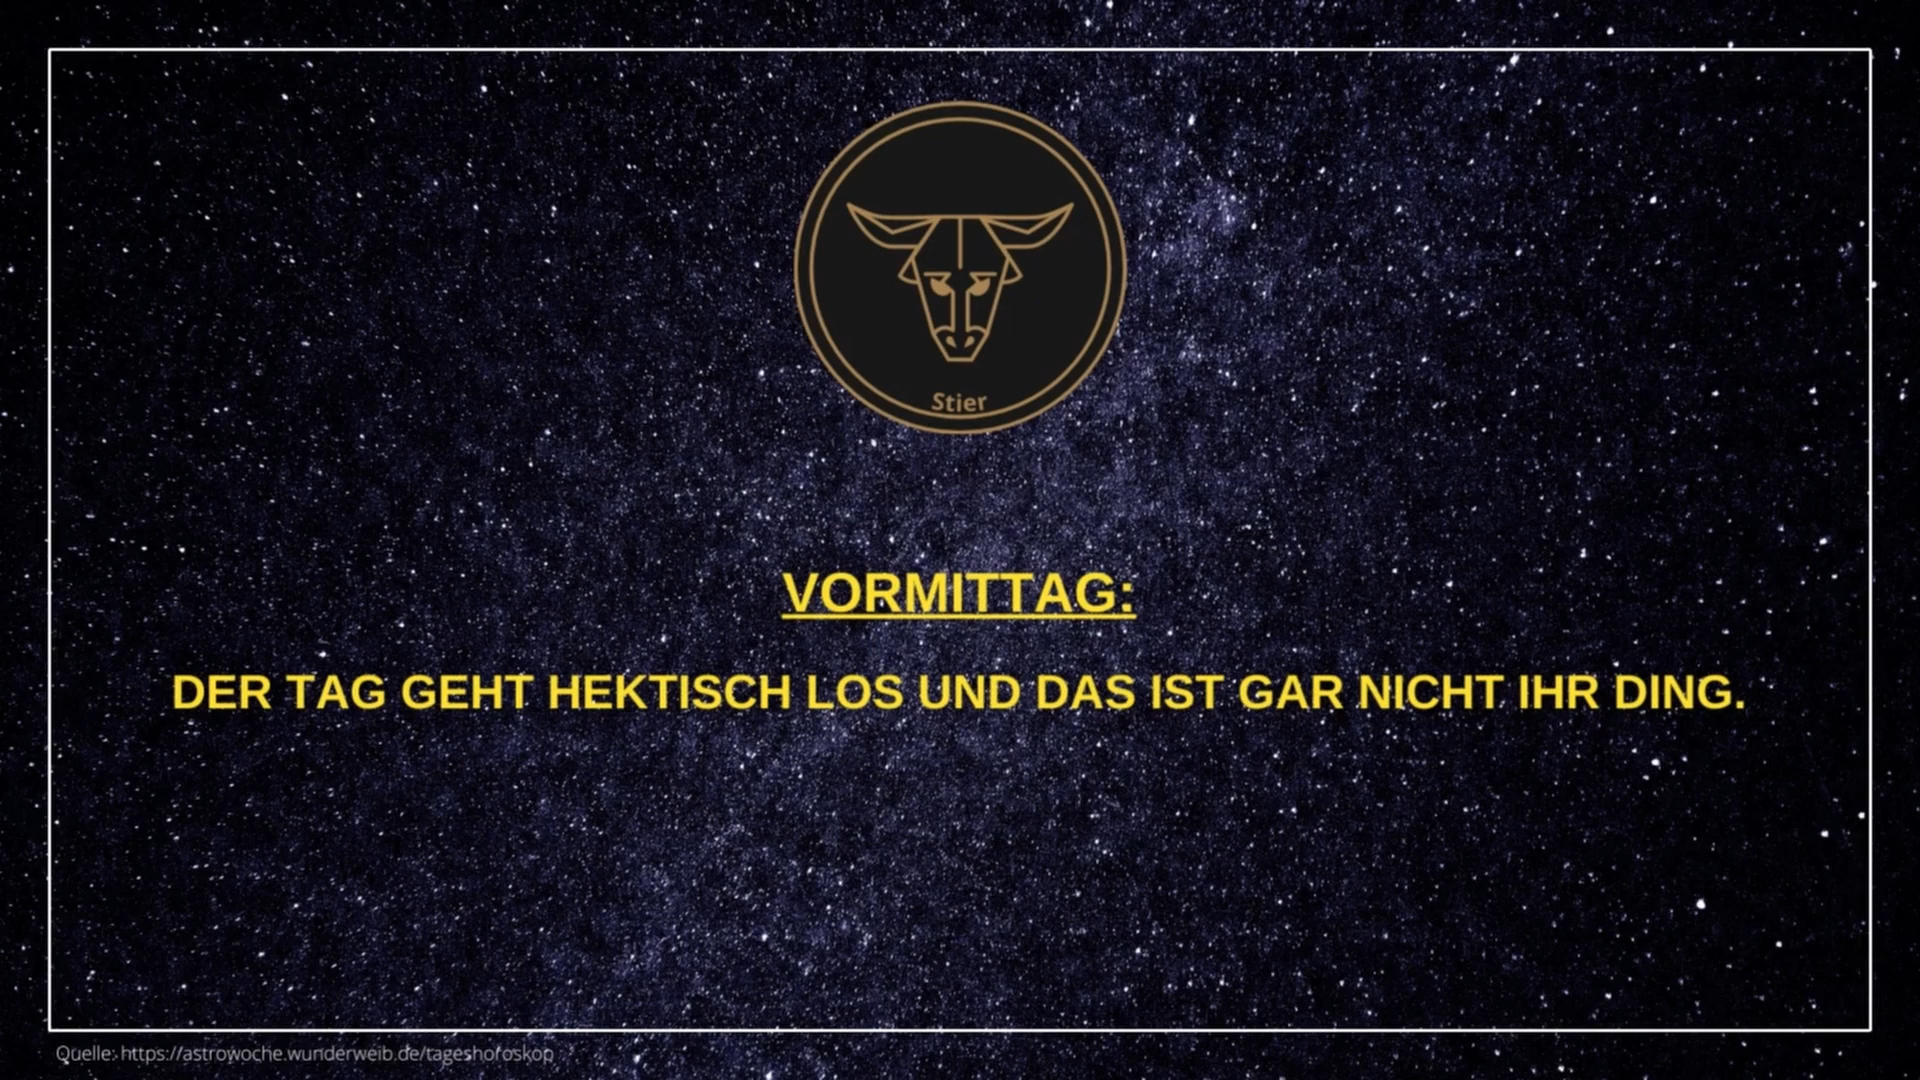 Stier
VORMITTAG:
DER TAG GEHT HEKTISCH LOS UND DAS IST GAR NICHT IHR DING.
Quelle: https://astrowoche.wunderweib.de/tageshoroskop